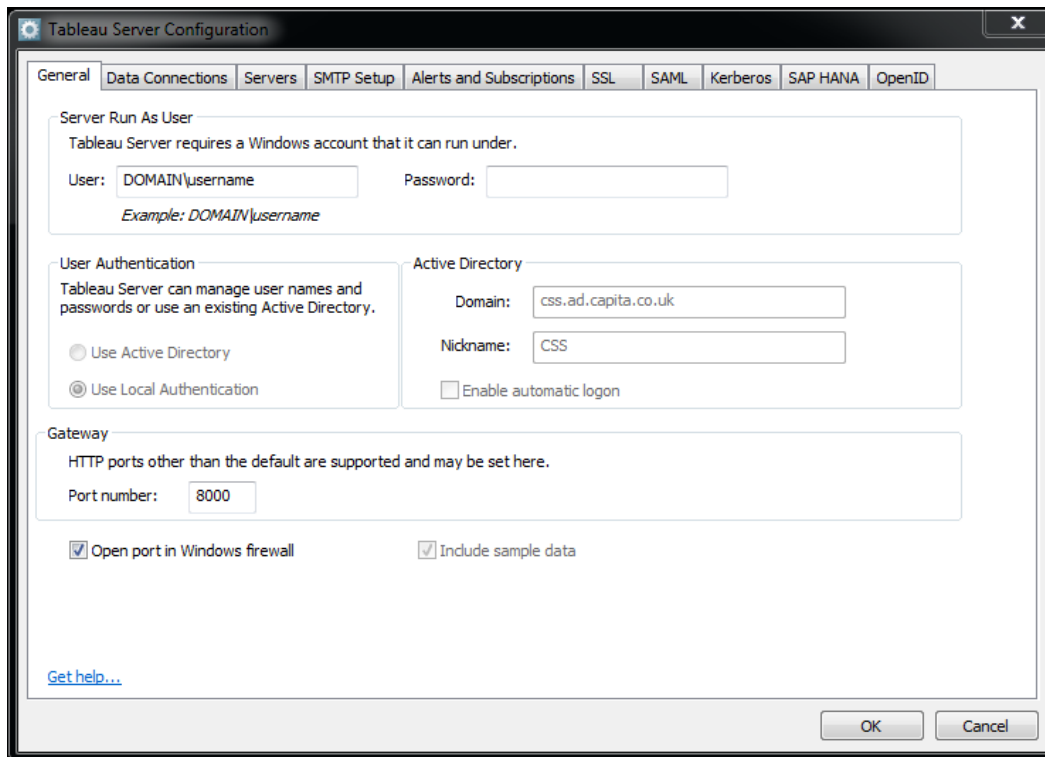 Tableau Server Configuration
x
General Data Connections Servers SMTP Setup Alerts and Subscriptions SSL SAML Kerberos SAP HANA OpenID
Server Run As User
Tableau Server requires a Windows account that it can run under.
User: DOMAIN\username Password:
Example: DOMAIN\username
User Authentication
Tableau Server can manage user names and
passwords or use an existing Active Directory.
Use Active Directory
Use Local Authentication
Active Directory
Domain: css.ad.capita.co.uk
Nickname: CSS
Enable automatic logon
Gateway
HTTP ports other than the default are supported and may be set here.
Port number: 8000
Open port in Windows firewall Include sample data
Get help...
OK Cancel